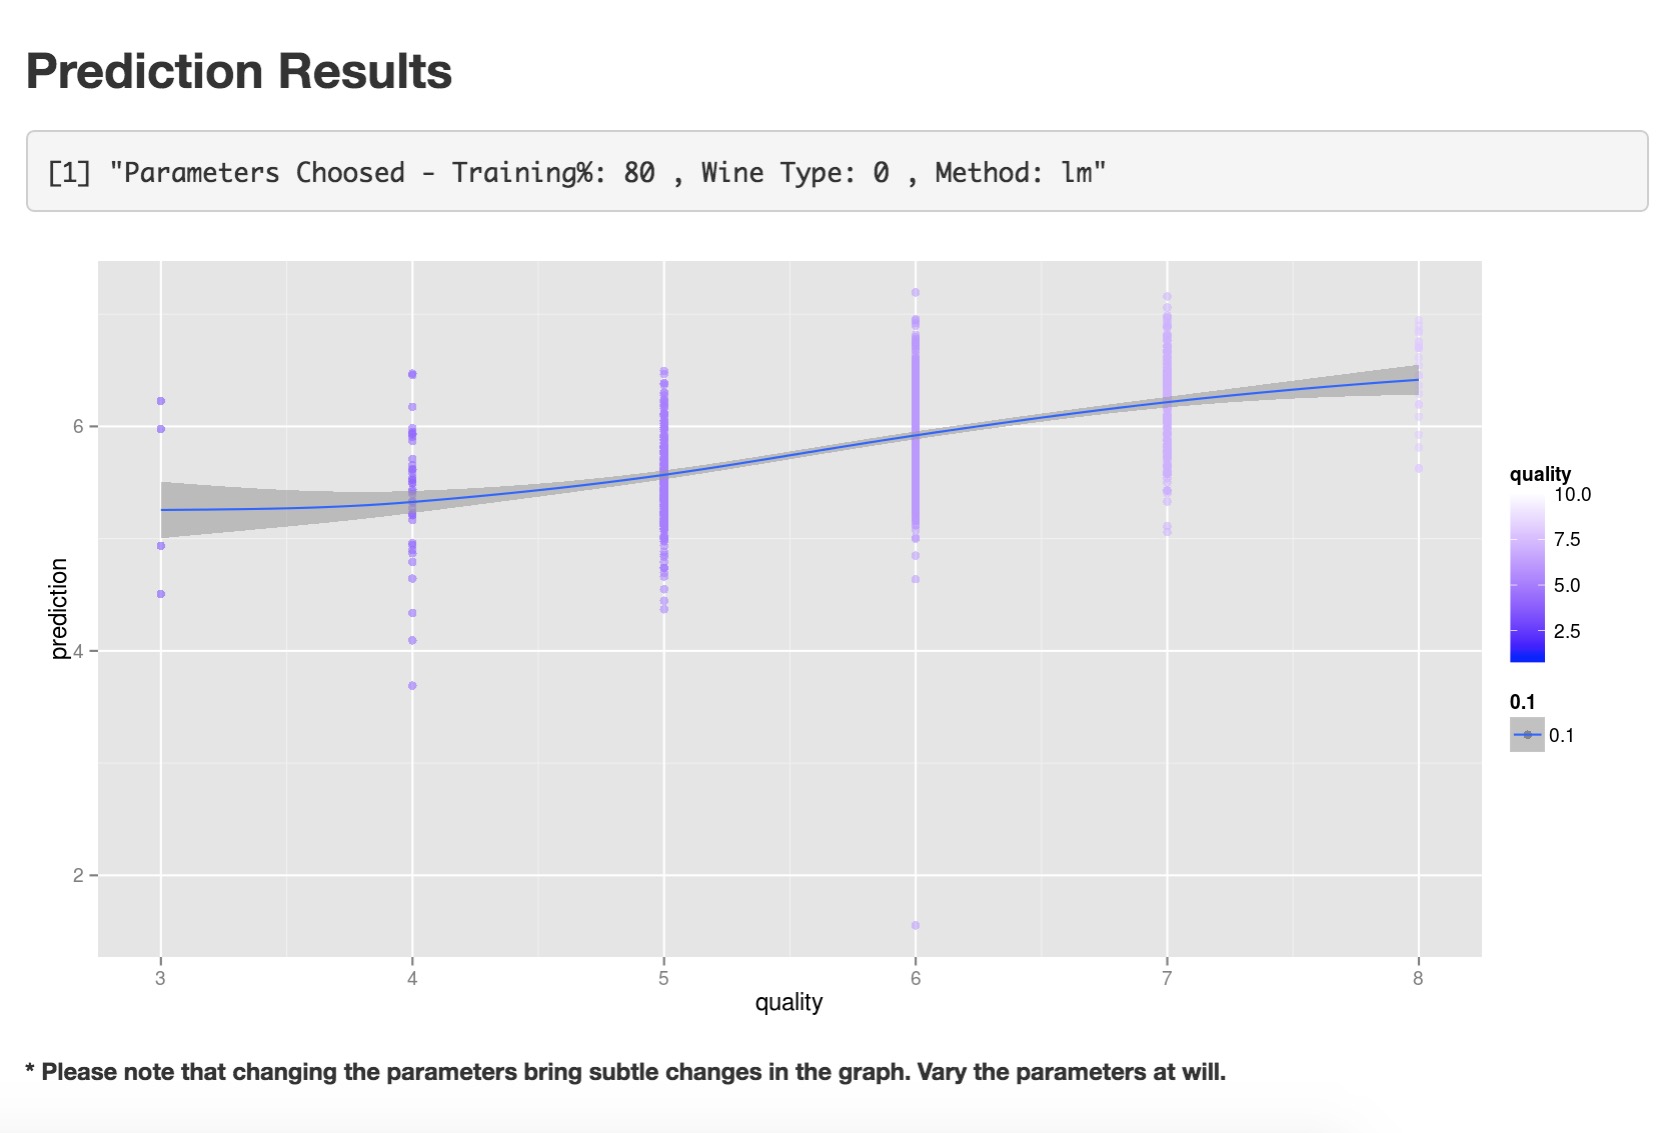 Prediction Results
[1] "Parameters Choosed - Training%: 80 , Wine Type: 0 , Method: lm"
prediction
6
4
2
3 4 5 6 7 8
quality
quality
10.0
7.5
5.0
2.5
0.1
0.1
* Please note that changing the parameters bring subtle changes in the graph. Vary the parameters at will.